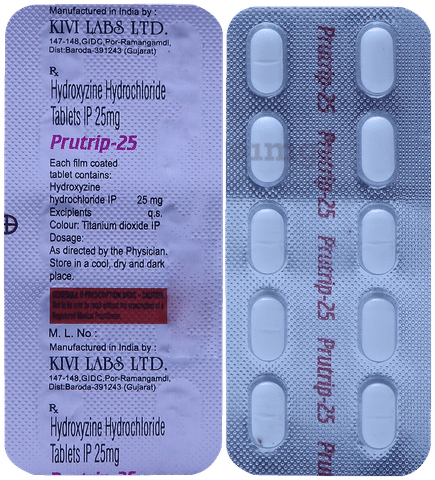 Manufactured in India by :
KIVI LABS LTD.
147-148,GIDC,Por-Ramangamdi,
Dist:Baroda-391243 (Gujarat)
Rx
Hydroxyzine Hydrochloride
Tablets IP 25mg
Prutrip-25
Each film coated
tablet contains:
Hydroxyzine
hydrochloride IP 25 mg
Excipients q.s.
Colour: Titanium dioxide IP
Dosage:
As directed by the Physician.
Store in a cool, dry and dark
place.
M. L. No :
Manufactured in India by :
KIVI LABS LTD.
147-148,GIDC,Por-Ramangamdi,
Dist:Baroda-391243 (Gujarat)
Rx
Hydroxyzine Hydrochloride
Tablets IP 25mg
Prutrip-25
Prutrip-25
Prutrip-25
Prutrip-25
Prutrip-25